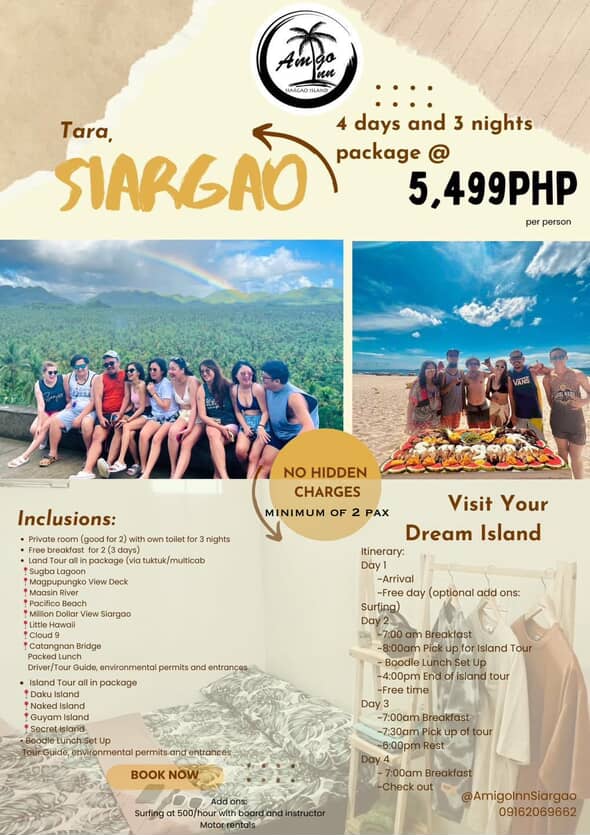 Amigo
Inn
SIARGAO ISLAND
Tara,
SIARGAO
4 days and 3 nights
package @
5,499PHP
per person
NO HIDDEN
CHARGES
MINIMUM OF 2 PAX
Inclusions:
• Private room (good for 2) with own toilet for 3 nights
• Free breakfast for 2 (3 days)
• Land Tour all in package (via tuktuk/multicab)
📍Sugba Lagoon
📍Magpupungko View Deck
📍Maasin River
📍Pacifico Beach
📍Million Dollar View Siargao
📍Little Hawaii
📍Cloud 9
📍Catangnan Bridge
Packed Lunch
Driver/Tour Guide, environmental permits and entrances
• Island Tour all in package
📍Daku Island
📍Naked Island
📍Guyam Island
📍Secret Island
• Boodle Lunch Set Up
Tour Guide, environmental permits and entrances
BOOK NOW
Add ons:
Surfing at 500/hour with board and instructor
Motor rentals
Visit Your
Dream Island
Itinerary:
Day 1
~Arrival
~Free day (optional add ons:
Surfing)
Day 2
~7:00 am Breakfast
~8:00am Pick up for Island Tour
~ Boodle Lunch Set Up
~4:00pm End of island tour
~Free time
Day 3
~7:00am Breakfast
~7:30am Pick up of tour
~6:00pm Rest
Day 4
~ 7:00am Breakfast
~Check out
@AmigoInnSiargao
09162069662